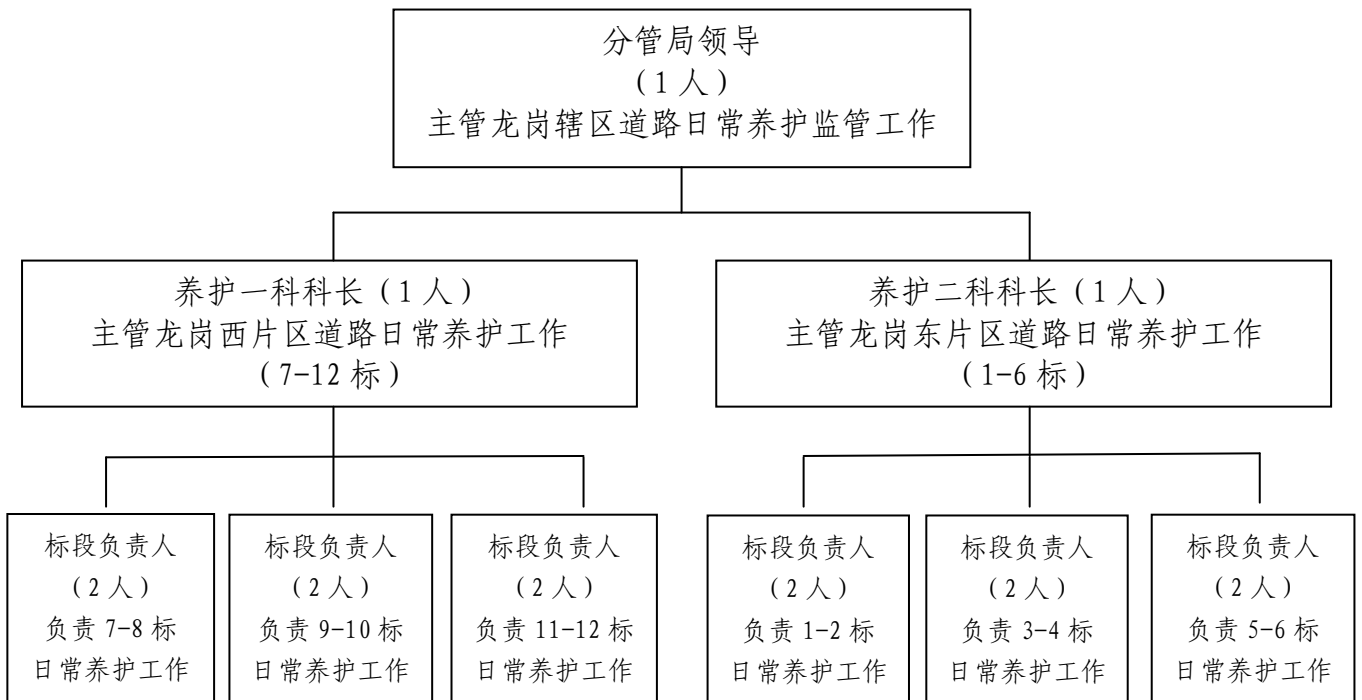 分管局领导
（1 人）
主管龙岗辖区道路日常养护监管工作
养护一科科长（1 人）
主管龙岗西片区道路日常养护工作
（7-12 标）
养护二科科长（1 人）
主管龙岗东片区道路日常养护工作
（1-6 标）
标段负责人
（2 人）
负责 7-8 标
日常养护工作
标段负责人
（2 人）
负责 9-10 标
日常养护工作
标段负责人
（2 人）
负责 11-12 标
日常养护工作
标段负责人
（2 人）
负责 1-2 标
日常养护工作
标段负责人
（2 人）
负责 3-4 标
日常养护工作
标段负责人
（2 人）
负责 5-6 标
日常养护工作